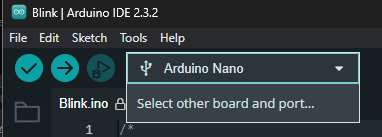 Blink | Arduino IDE 2.3.2
File Edit Sketch Tools Help
Arduino Nano
Select other board and port...
Blink.ino
1 /*